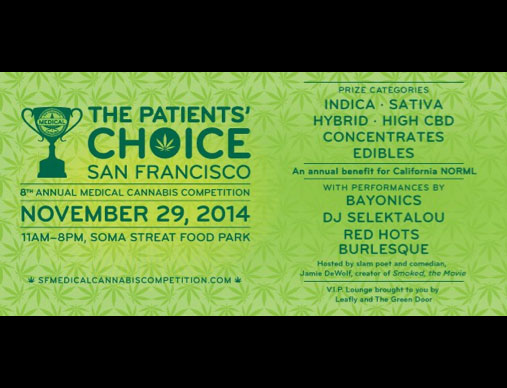 MEDICAL
THE PATIENTS'
CHOICE
SAN FRANCISCO
8TH ANNUAL MEDICAL CANNABIS COMPETITION
NOVEMBER 29, 2014
11AM–8PM, SOMA STREAT FOOD PARK
SFMEDICALCANNABISCOMPETITION.COM
PRIZE CATEGORIES
INDICA · SATIVA
HYBRID · HIGH CBD
CONCENTRATES
EDIBLES
An annual benefit for California NORML
WITH PERFORMANCES BY
BAYONICS
DJ SELEKTALOU
RED HOTS
BURLESQUE
Hosted by slam poet and comedian,
Jamie DeWolf, creator of Smoked, the Movie
V.I.P. Lounge brought to you by
Leafly and The Green Door